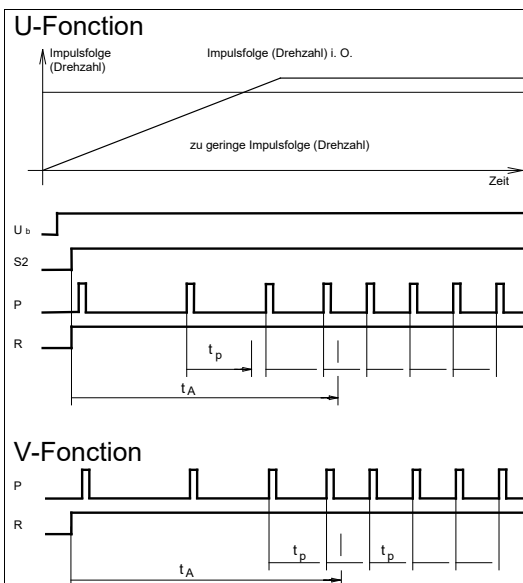 U-Fonction
Impulsfolge
(Drehzahl)
Impulsfolge (Drehzahl) i. O.
zu geringe Impulsfolge (Drehzahl)
Zeit
U b
S2
P
R
t p
t A
V-Fonction
P
R
t p
t p
t A